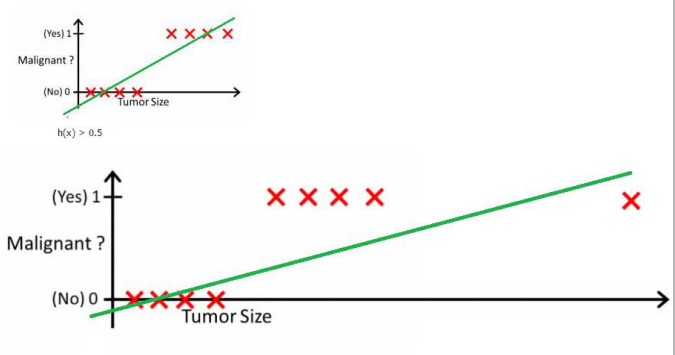 (Yes) 1
Malignant ?
(No) 0
Tumor Size
h(x) > 0.5
(Yes) 1
Malignant ?
(No) 0
Tumor Size